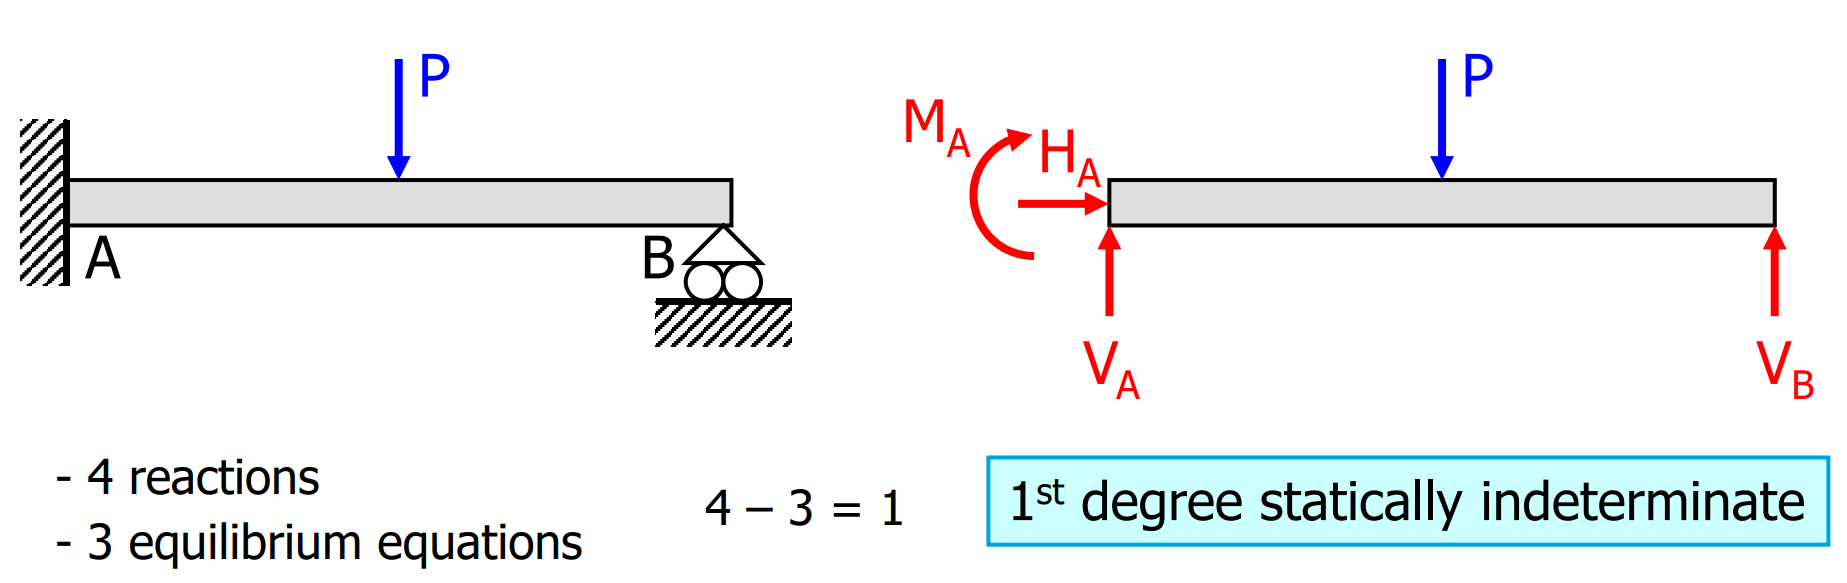 P
A
B
P
M_A
H_A
V_A
V_B
- 4 reactions
- 3 equilibrium equations
4 – 3 = 1
1st degree statically indeterminate